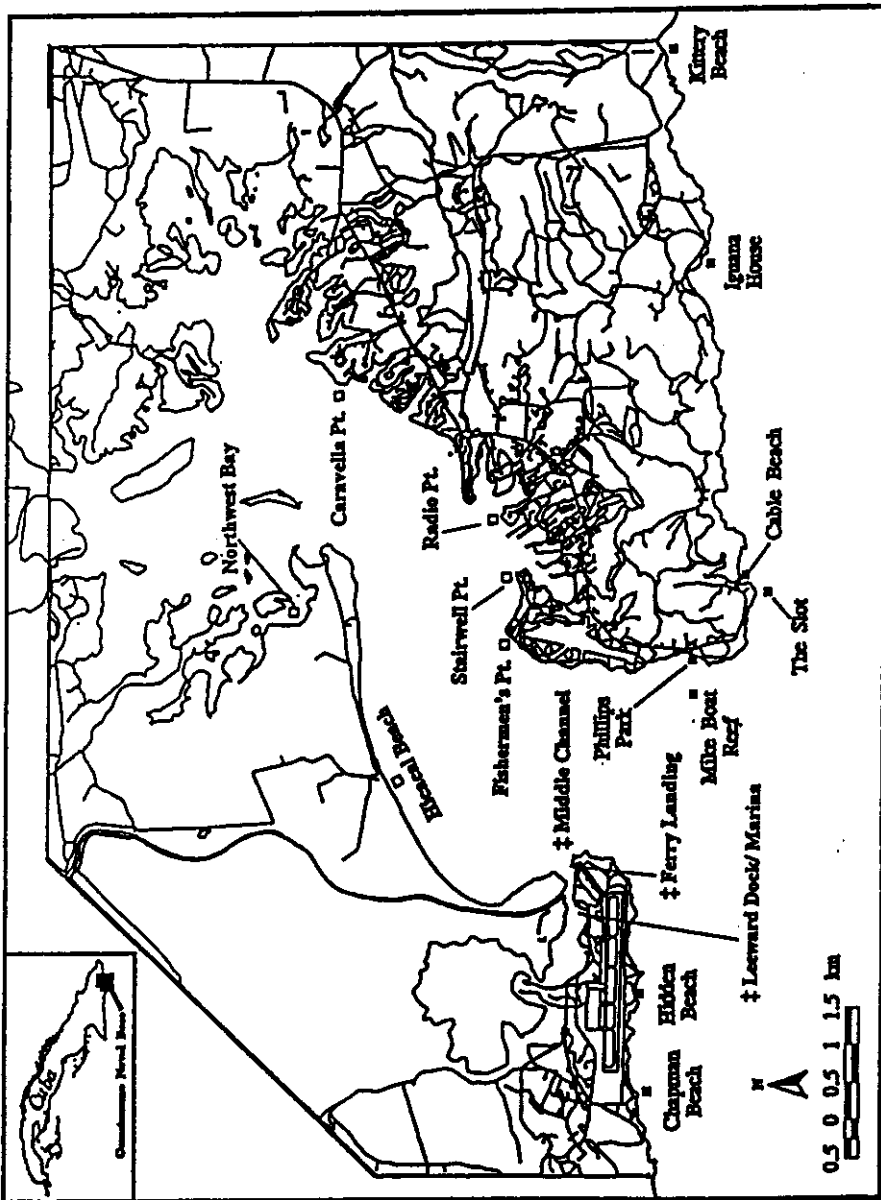 Cuba
Guantanamo Naval Base
Northwest Bay
Caravella Pt.
Radio Pt.
Stairwell Pt.
Fishermen's Pt.
Hicacal Beach
‡ Middle Channel
Phillips
Park
Mike Boat
Reef
The Slot
Cable Beach
Iguana
House
Kittery
Beach
‡ Ferry Landing
‡ Leeward Dock/Marina
Hidden
Beach
Chapman
Beach
N
0.5 0 0.5 1 1.5 km